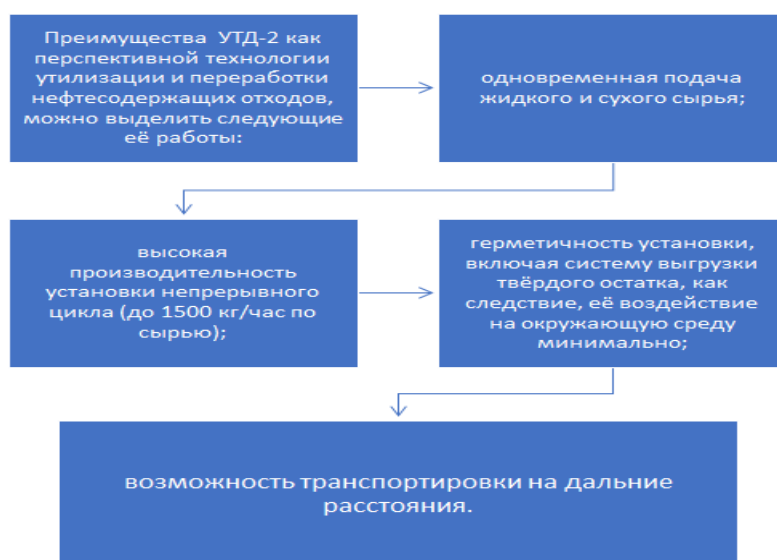 Преимущества УТД-2 как
перспективной технологии
утилизации и переработки
нефтесодержащих отходов,
можно выделить следующие
её работы:
одновременная подача
жидкого и сухого сырья;
высокая
производительность
установки непрерывного
цикла (до 1500 кг/час по
сырью);
герметичность установки,
включая систему выгрузки
твёрдого остатка, как
следствие, её воздействие
на окружающую среду
минимально;
возможность транспортировки на дальние
расстояния.